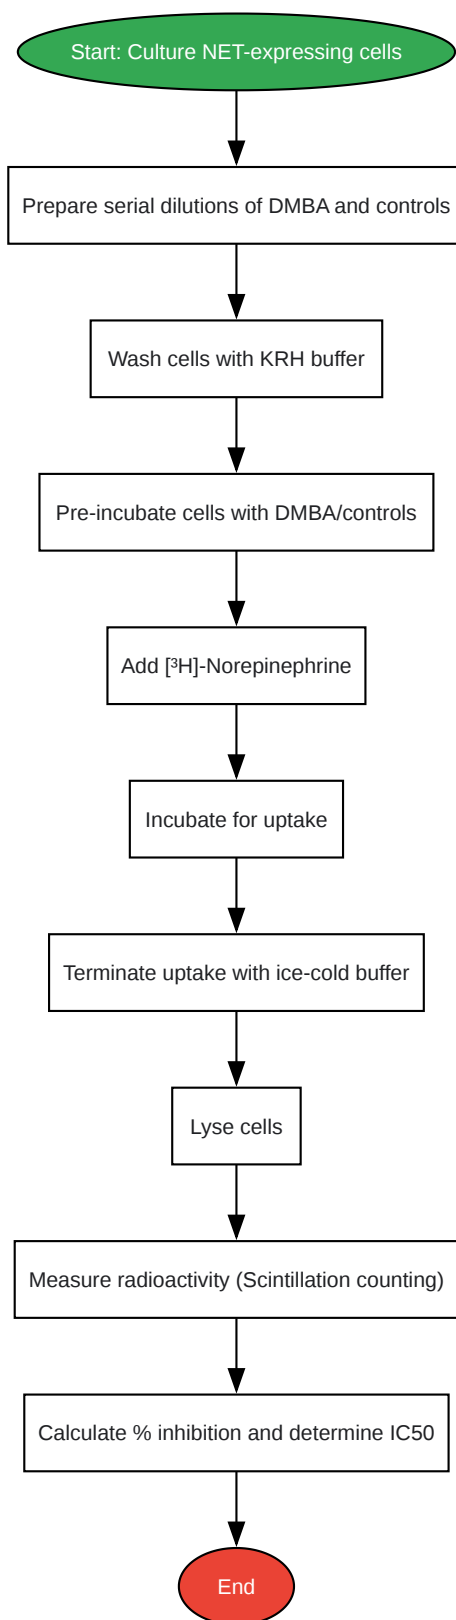 Start: Culture NET-expressing cells
Prepare serial dilutions of DMBA and controls
Wash cells with KRH buffer
Pre-incubate cells with DMBA/controls
Add [³H]-Norepinephrine
Incubate for uptake
Terminate uptake with ice-cold buffer
Lyse cells
Measure radioactivity (Scintillation counting)
Calculate % inhibition and determine IC50
End